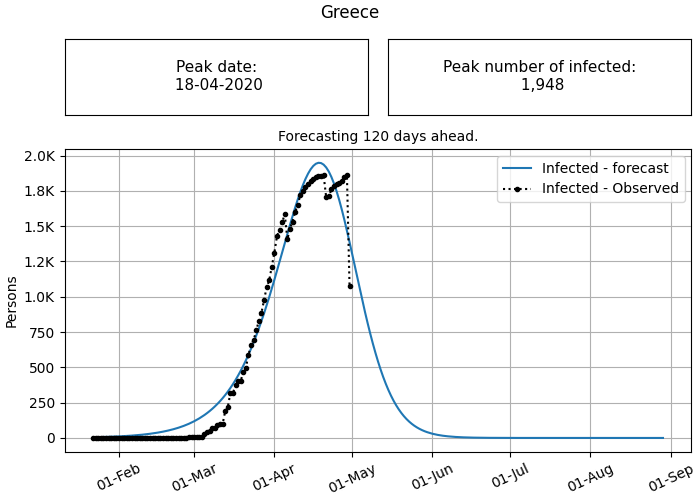 Greece
Peak date:
18-04-2020
Peak number of infected:
1,948
Forecasting 120 days ahead.
Infected - forecast
Infected - Observed
Persons
2.0K
1.8K
1.5K
1.2K
1.0K
750
500
250
0
01-Feb
01-Mar
01-Apr
01-May
01-Jun
01-Jul
01-Aug
01-Sep